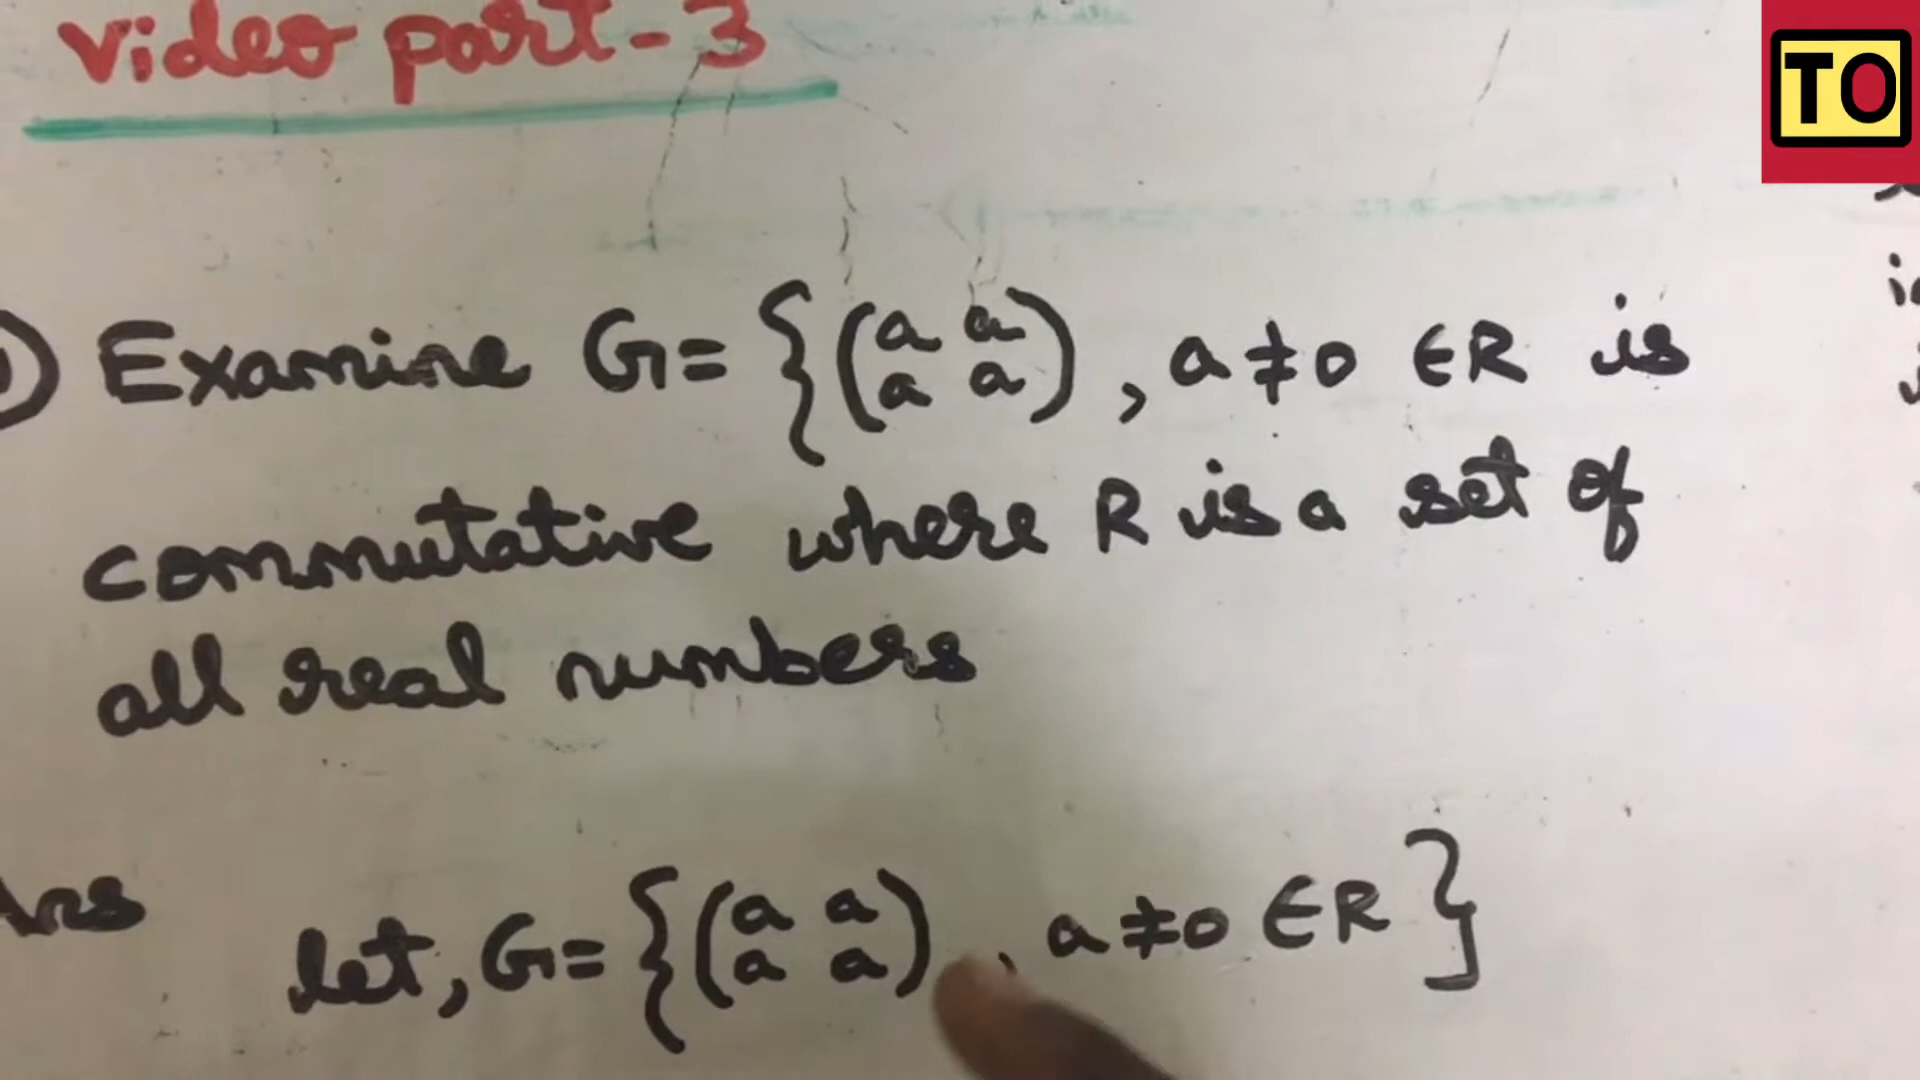 video part-3
TO
Examine G = { ( a a
a a ) , a ≠ 0 ∈ R is
commutative where R is a set of
all real numbers
Ans
let, G = { ( a a
a a ) , a ≠ 0 ∈ R }